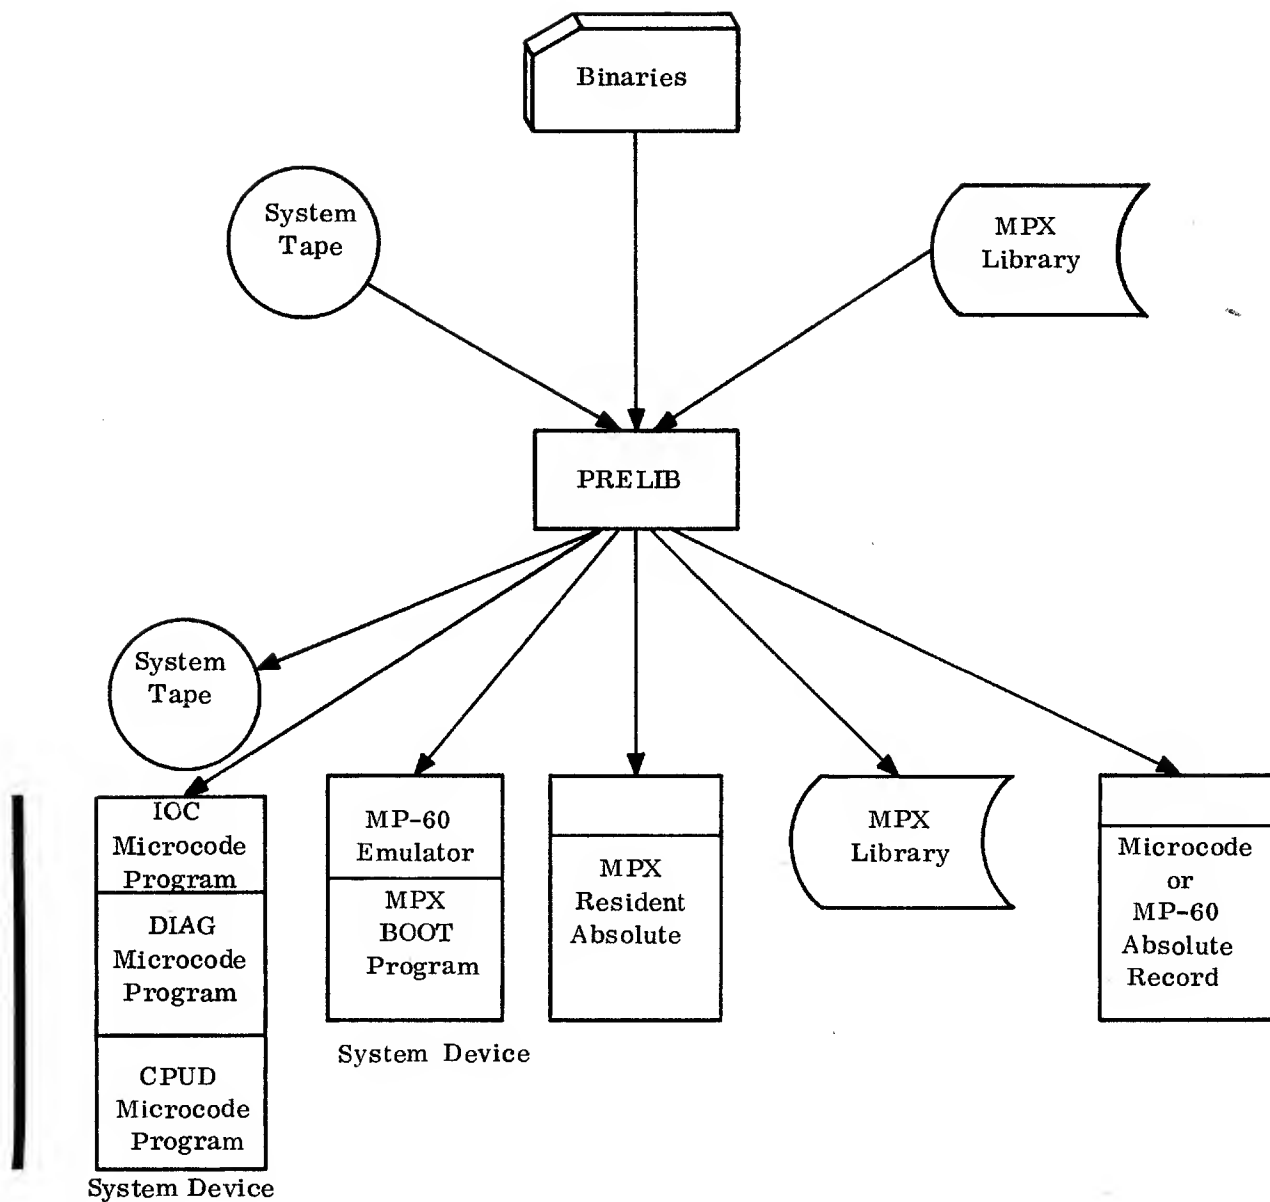 Binaries
System
Tape
MPX
Library
PRELIB
System
Tape
IOC
Microcode
Program
DIAG
Microcode
Program
CPUD
Microcode
Program
System Device
MP-60
Emulator
MPX
BOOT
Program
System Device
MPX
Resident
Absolute
MPX
Library
Microcode
or
MP-60
Absolute
Record